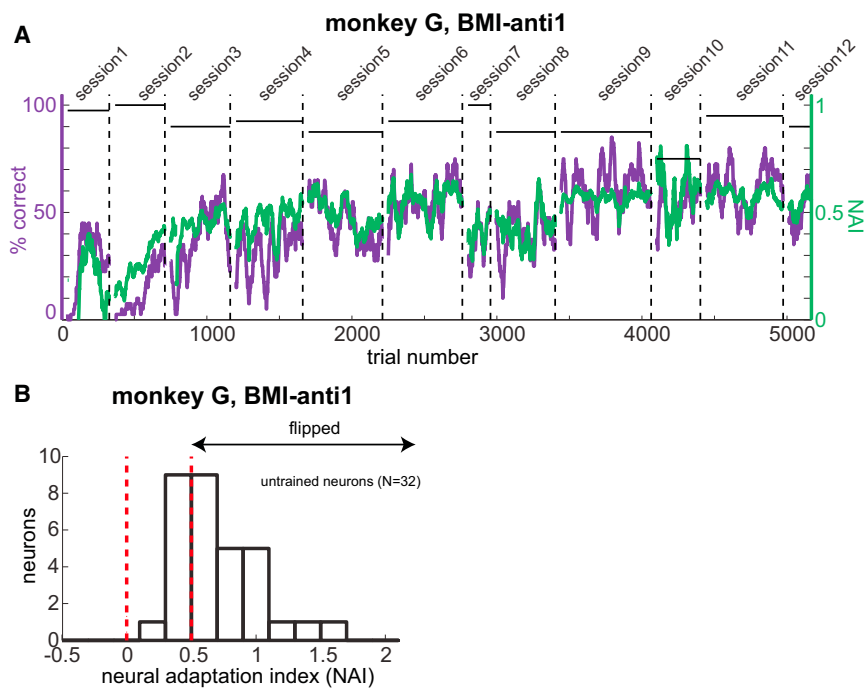 monkey G, BMI-anti1
A
session1 session2 session3 session4 session5 session6 session7 session8 session9 session10 session11 session12
100
50
0
% correct
1
0.5
0
NAI
0 1000 2000 3000 4000 5000
trial number
B
monkey G, BMI-anti1
flipped
untrained neurons (N=32)
10
8
6
4
2
0
neurons
-0.5 0 0.5 1 1.5 2
neural adaptation index (NAI)